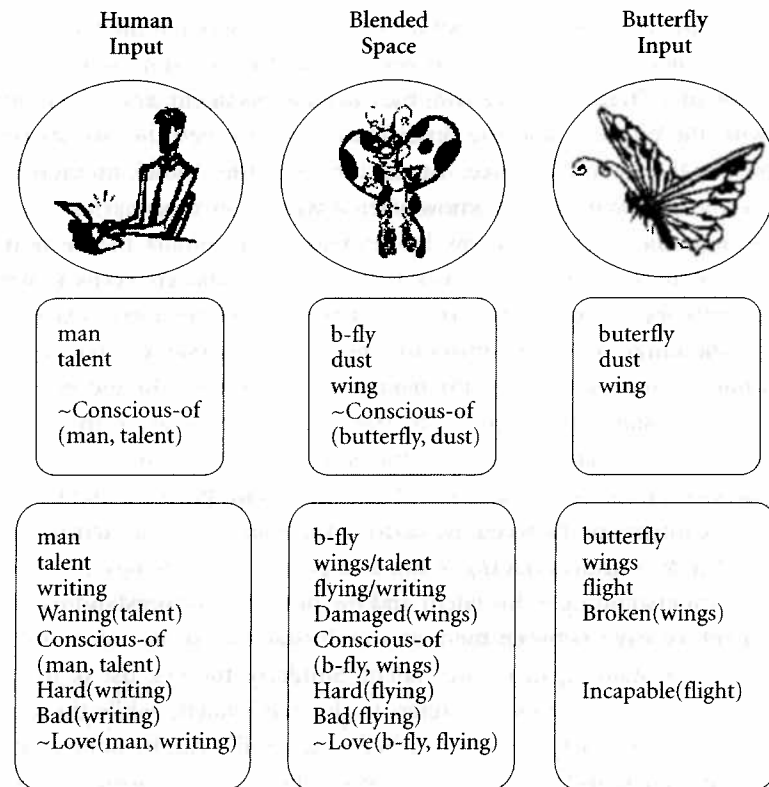 Human
Input
Blended
Space
Butterfly
Input
man
talent
~Conscious-of
(man, talent)
b-fly
dust
wing
~Conscious-of
(butterfly, dust)
buterfly
dust
wing
man
talent
writing
Waning(talent)
Conscious-of
(man, talent)
Hard(writing)
Bad(writing)
~Love(man, writing)
b-fly
wings/talent
flying/writing
Damaged(wings)
Conscious-of
(b-fly, wings)
Hard(flying)
Bad(flying)
~Love(b-fly, flying)
butterfly
wings
flight
Broken(wings)
Incapable(flight)